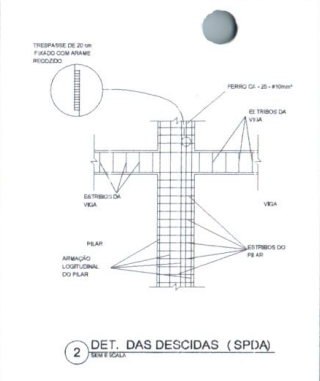 TRESPASSE DE 20 cm
FIXADO COM ARAME
RECOZIDO
FERRO CA - 25 - #10mm²
ESTRIBOS DA
VIGA
ESTRIBOS DA
VIGA
VIGA
PILAR
ARMAÇÃO
LOGITUDINAL
DO PILAR
ESTRIBOS DO
PILAR
2
DET. DAS DESCIDAS (SPDA)
SEM ESCALA